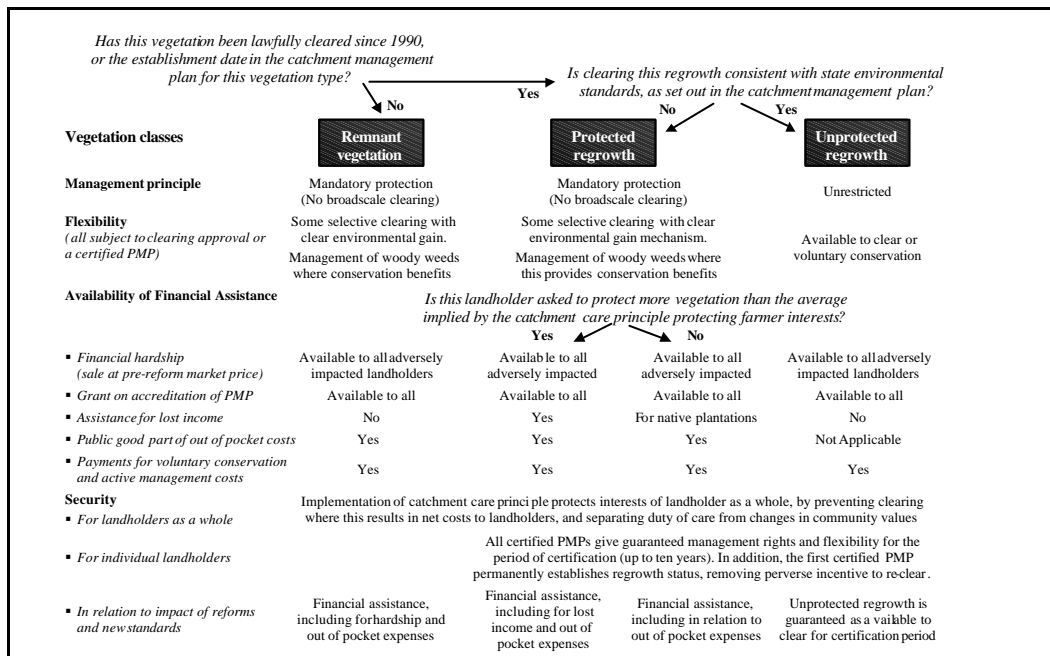 Has this vegetation been lawfully cleared since 1990,
or the establishment date in the catchment management
plan for this vegetation type?
Is clearing this regrowth consistent with state environmental
standards, as set out in the catchment management plan?
Yes
No
No
Yes
Vegetation classes
Remnant
vegetation
Protected
regrowth
Unprotected
regrowth
Management principle
Mandatory protection
(No broadscale clearing)
Mandatory protection
(No broadscale clearing)
Unrestricted
Flexibility
(all subject to clearing approval or
a certified PMP)
Some selective clearing with
clear environmental gain.
Management of woody weeds
where conservation benefits
Some selective clearing with clear
environmental gain mechanism.
Management of woody weeds where
this provides conservation benefits
Available to clear or
voluntary conservation
Availability of Financial Assistance
Is this landholder asked to protect more vegetation than the average
implied by the catchment care principle protecting farmer interests?
Yes
No
▪ Financial hardship
(sale at pre-reform market price)
Available to all adversely
impacted landholders
Available to all
adversely impacted
Available to all
adversely impacted
Available to all adversely
impacted landholders
▪ Grant on accreditation of PMP
Available to all
Available to all
Available to all
Available to all
▪ Assistance for lost income
No
Yes
For native plantations
No
▪ Public good part of out of pocket costs
Yes
Yes
Yes
Not Applicable
▪ Payments for voluntary conservation
and active management costs
Yes
Yes
Yes
Yes
Security
▪ For landholders as a whole
Implementation of catchment care principle protects interests of landholder as a whole, by preventing clearing
where this results in net costs to landholders, and separating duty of care from changes in community values
▪ For individual landholders
All certified PMPs give guaranteed management rights and flexibility for the
period of certification (up to ten years). In addition, the first certified PMP
permanently establishes regrowth status, removing perverse incentive to re-clear.
▪ In relation to impact of reforms
and new standards
Financial assistance,
including for hardship and
out of pocket expenses
Financial assistance,
including for lost
income and out of
pocket expenses
Financial assistance,
including in relation to
out of pocket expenses
Unprotected regrowth is
guaranteed as available to
clear for certification period